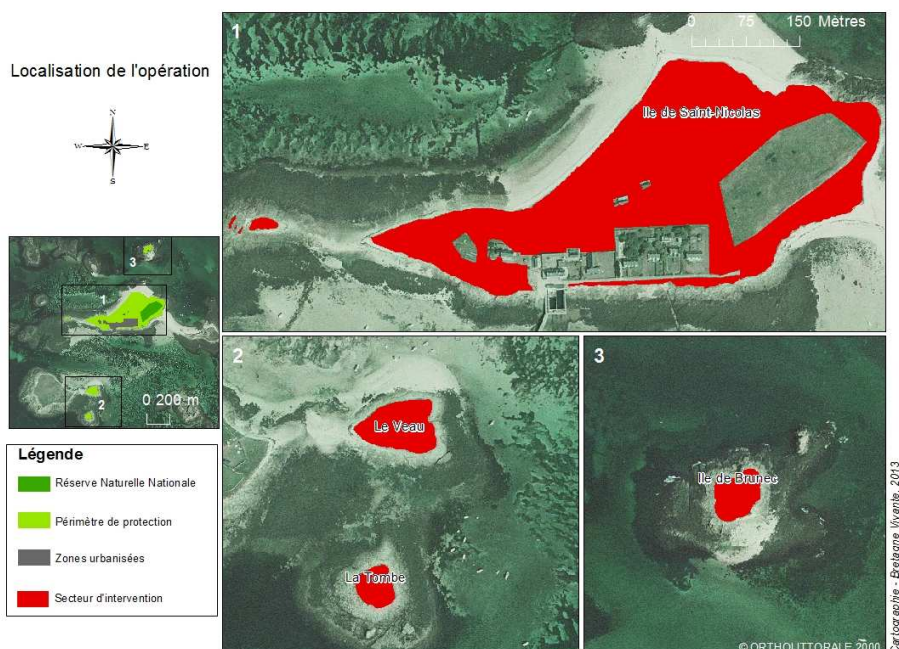 Localisation de l'opération
N
W
E
S
3
1
2
0 200 m
Légende
Réserve Naturelle Nationale
Périmètre de protection
Zones urbanisées
Secteur d'intervention
1
0 75 150 Mètres
Ile de Saint-Nicolas
2
Le Veau
La Tombe
3
Ile de Brunec
© ORTHOLITTORALE 2000
Cartographie - Bretagne Vivante, 2013